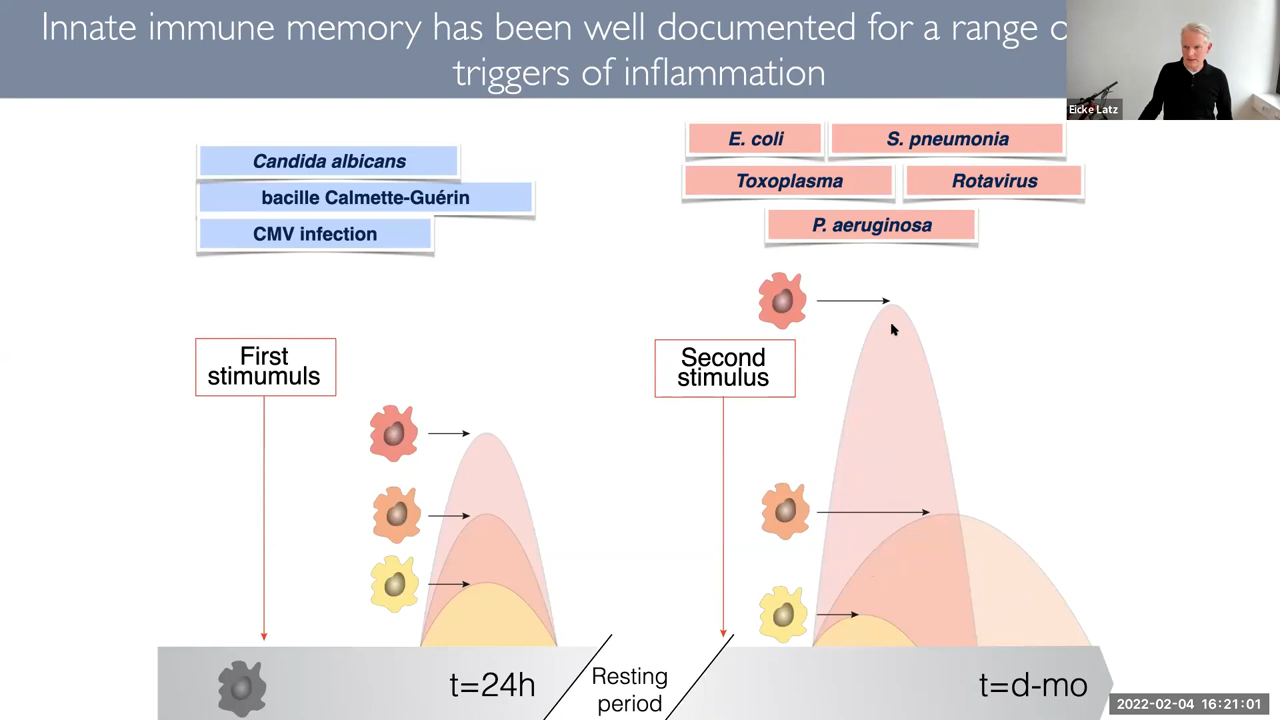 Innate immune memory has been well documented for a range o
triggers of inflammation
Eicke Latz
Candida albicans
bacille Calmette-Guérin
CMV infection
E. coli
S. pneumonia
Toxoplasma
Rotavirus
P. aeruginosa
First
stimumuls
Second
stimulus
t=24h
Resting
period
t=d-mo
2022-02-04 16:21:01